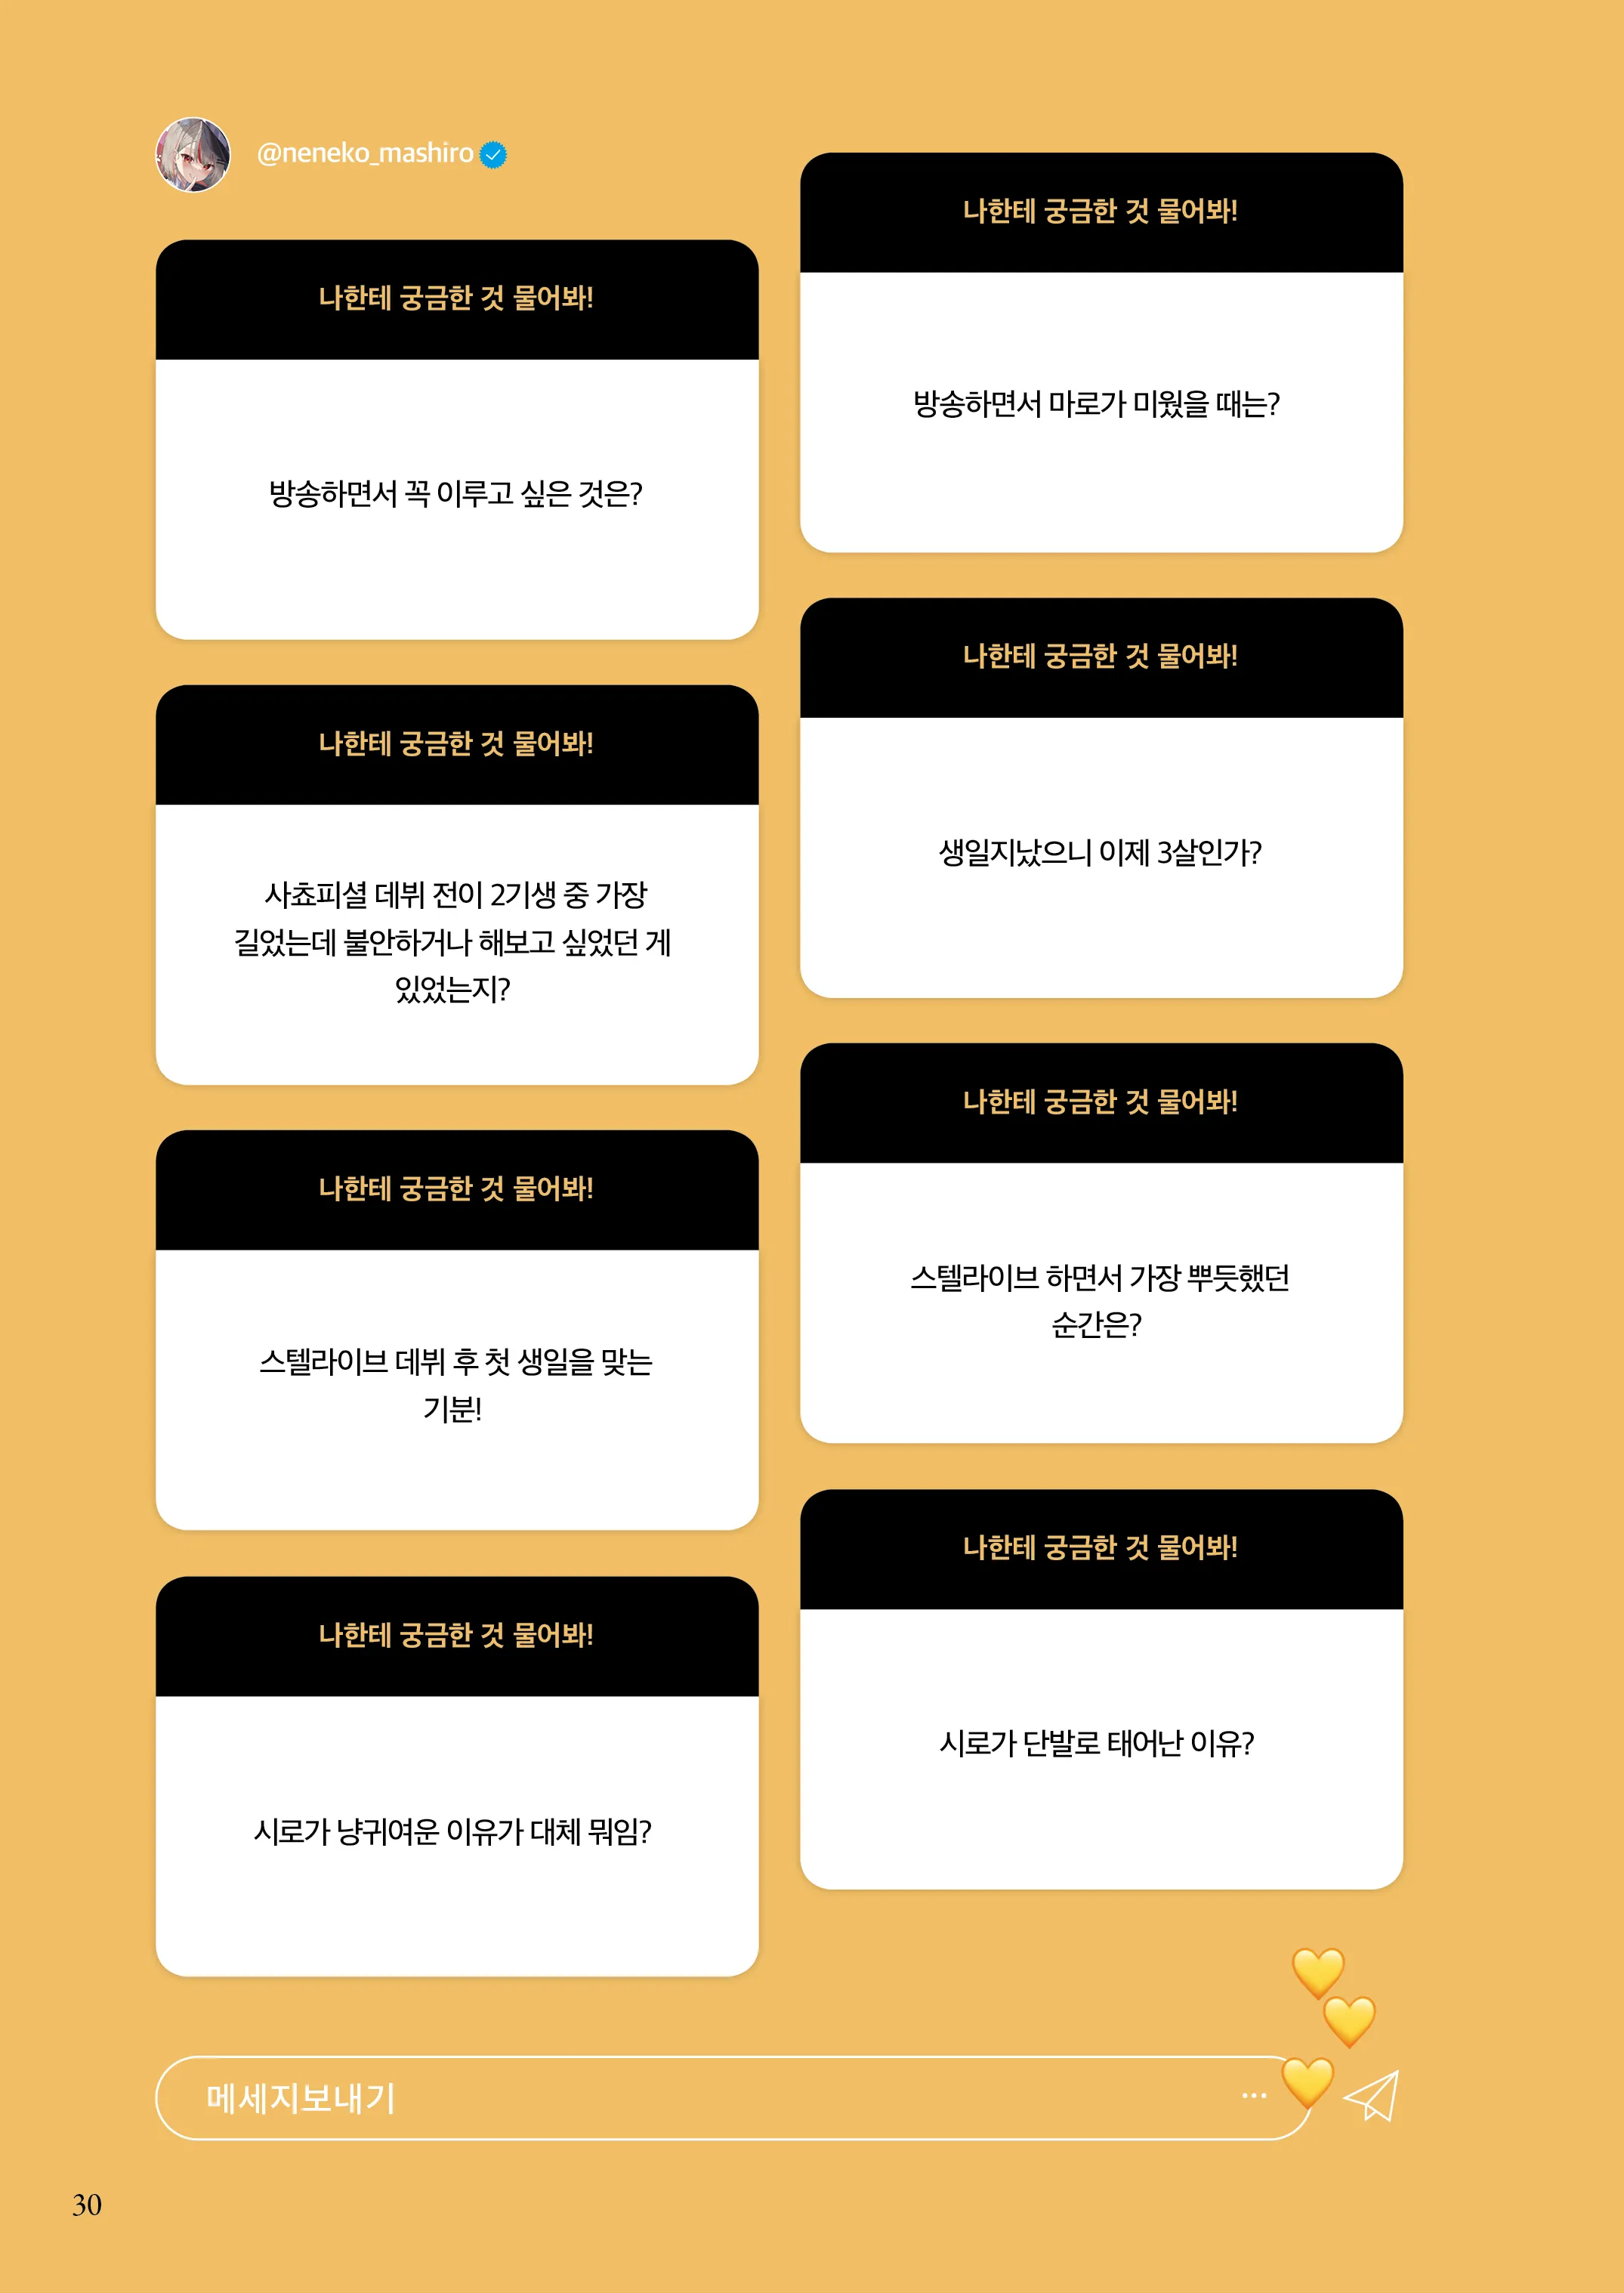 @neneko_mashiro
나한테 궁금한 것 물어봐!
방송하면서 꼭 이루고 싶은 것은?
나한테 궁금한 것 물어봐!
사쵸피셜 데뷔 전이 2기생 중 가장
길었는데 불안하거나 해보고 싶었던 게
있었는지?
나한테 궁금한 것 물어봐!
스텔라이브 데뷔 후 첫 생일을 맞는
기분!
나한테 궁금한 것 물어봐!
시로가 냥귀여운 이유가 대체 뭐임?
나한테 궁금한 것 물어봐!
방송하면서 마로가 미웠을 때는?
나한테 궁금한 것 물어봐!
생일지났으니 이제 3살인가?
나한테 궁금한 것 물어봐!
스텔라이브 하면서 가장 뿌듯했던
순간은?
나한테 궁금한 것 물어봐!
시로가 단발로 태어난 이유?
메세지보내기
...
30